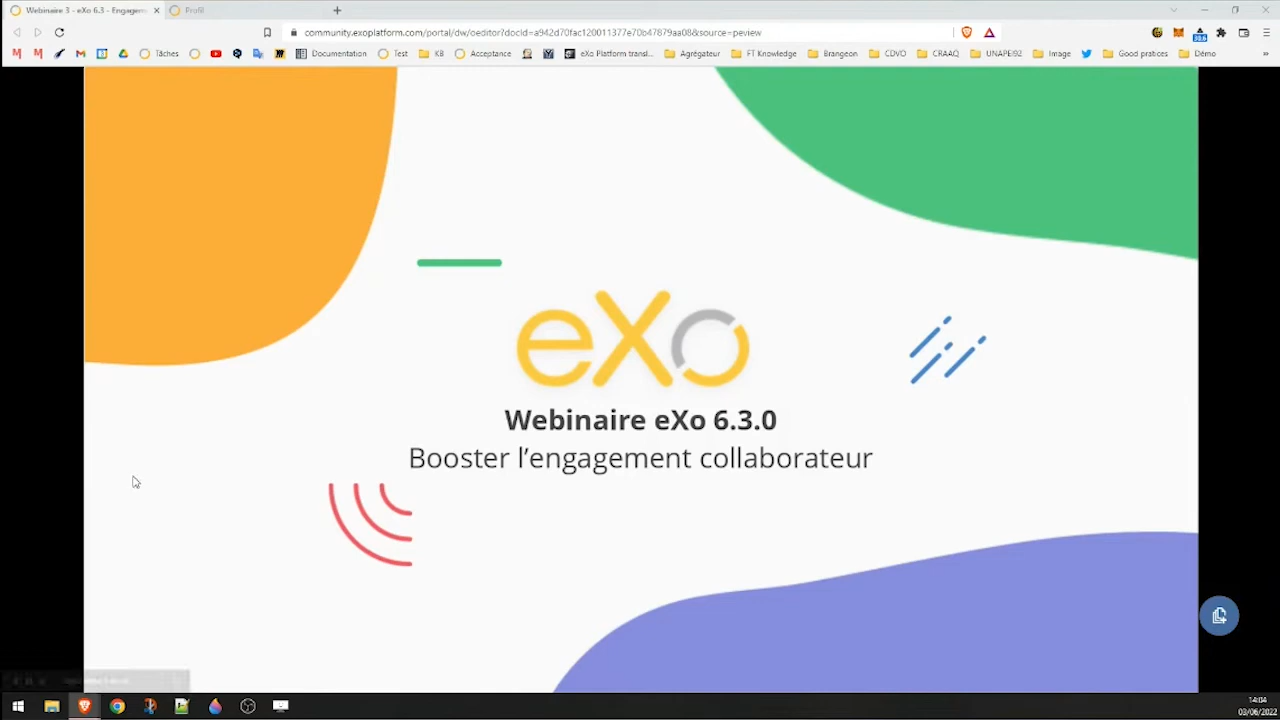 Webinaire 3 - eXo 6.3 - Engagem
Profil
community.exoplatform.com/portal/dw/oeditor?docId=a942d70fac120011377e70b47879aa08&source=peview
Tâches
Documentation
Test
KB
Acceptance
eXo Platform transl...
Agrégateur
FT Knowledge
Brangeon
CDVO
CRAAQ
UNAPEI92
Image
Good pratices
Démo
eXo
Webinaire eXo 6.3.0
Booster l’engagement collaborateur
14:04
03/06/2022